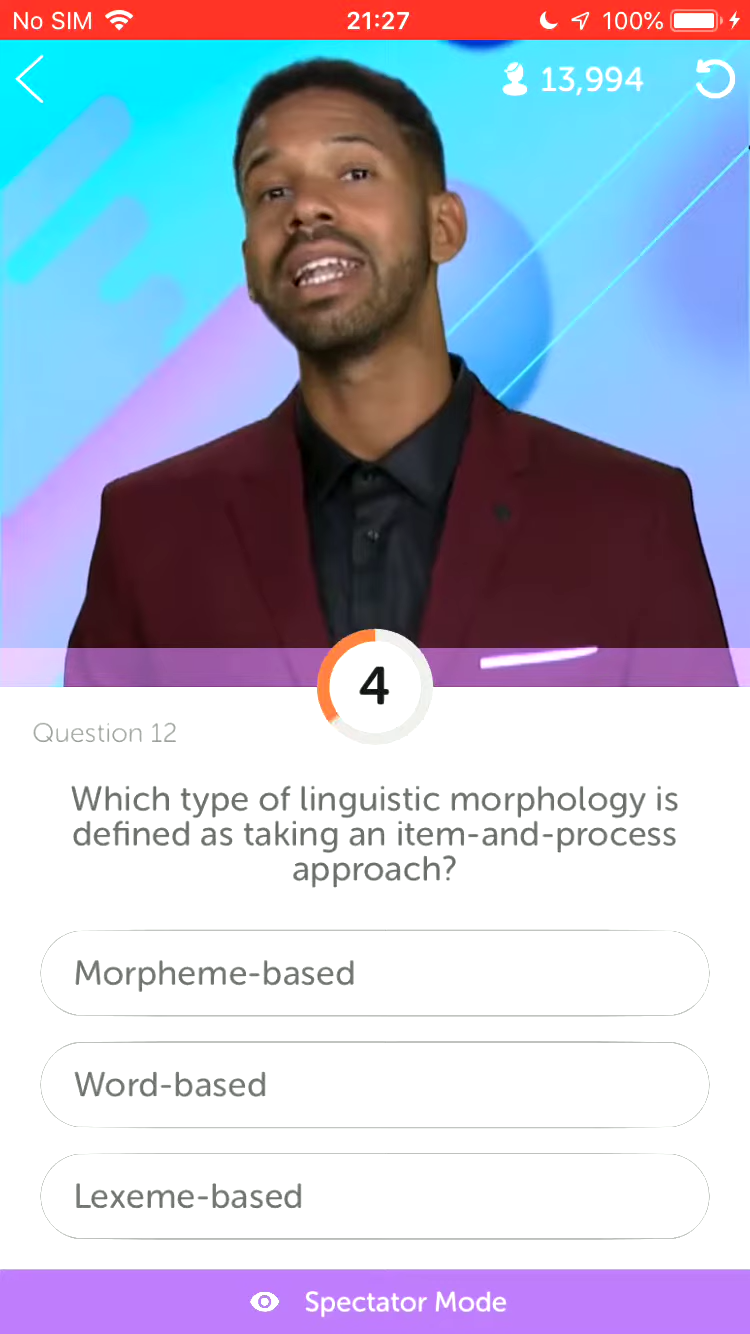 No SIM 21:27 100%
13,994
4
Question 12
Which type of linguistic morphology is
defined as taking an item-and-process
approach?
Morpheme-based
Word-based
Lexeme-based
Spectator Mode